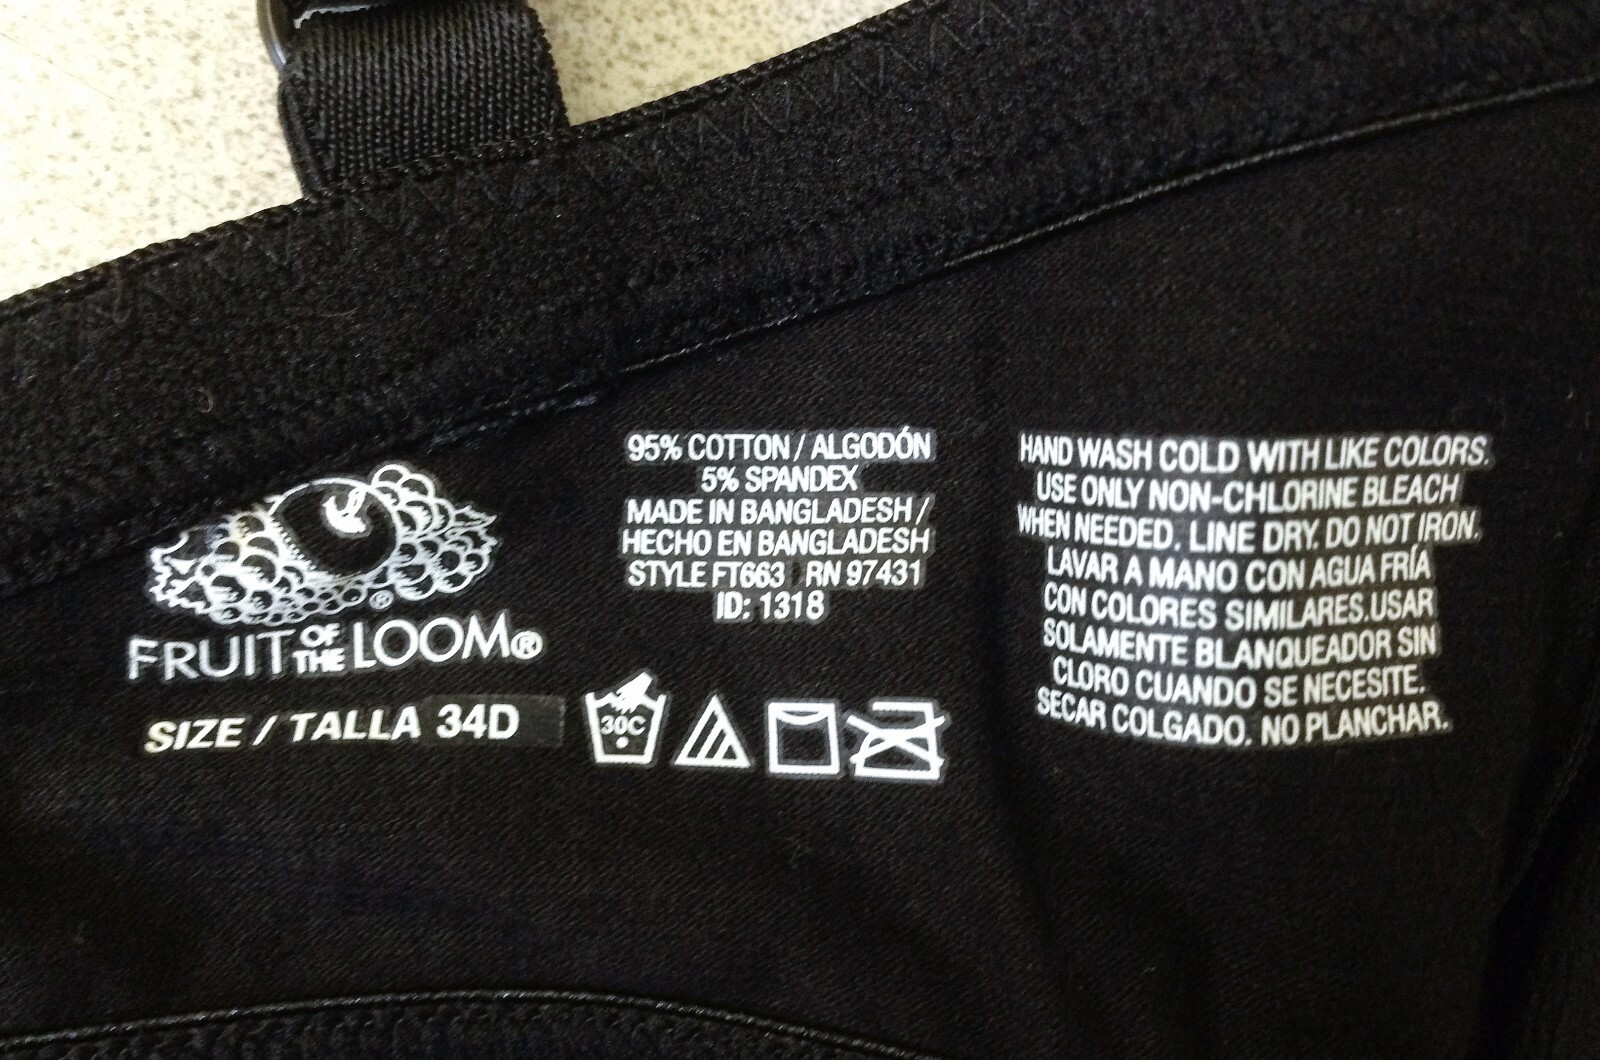 FRUIT OF THE LOOM®
SIZE / TALLA 34D
95% COTTON / ALGODÓN
5% SPANDEX
MADE IN BANGLADESH /
HECHO EN BANGLADESH
STYLE FT663 RN 97431
ID: 1318
30C
HAND WASH COLD WITH LIKE COLORS.
USE ONLY NON-CHLORINE BLEACH
WHEN NEEDED. LINE DRY. DO NOT IRON.
LAVAR A MANO CON AGUA FRÍA
CON COLORES SIMILARES.USAR
SOLAMENTE BLANQUEADOR SIN
CLORO CUANDO SE NECESITE.
SECAR COLGADO. NO PLANCHAR.